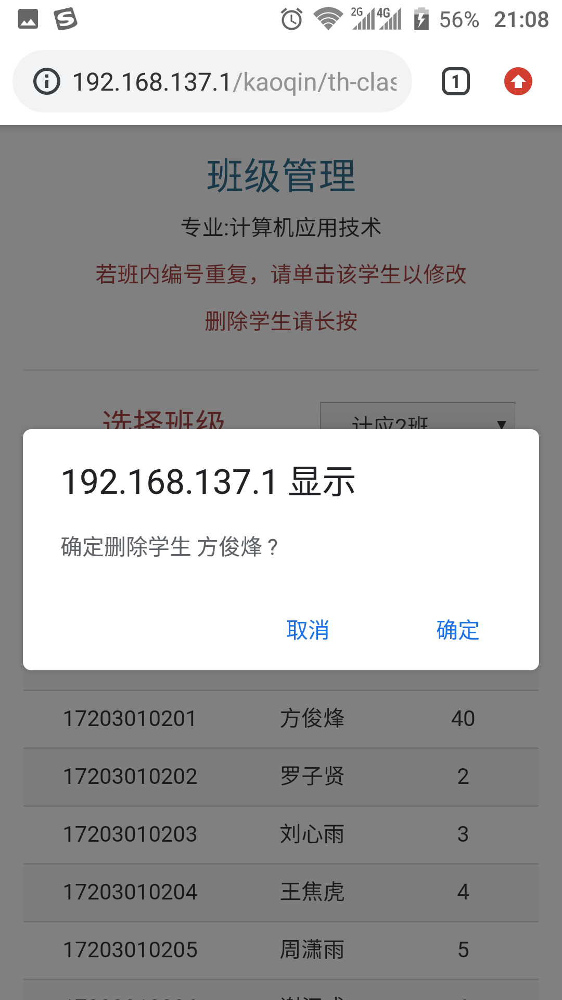 2G 4G 56% 21:08
192.168.137.1/kaoqin/th-clas
1
班级管理
专业:计算机应用技术
若班内编号重复，请单击该学生以修改
删除学生请长按
选择班级 计应2班
192.168.137.1 显示
确定删除学生 方俊烽 ?
取消 确定
17203010201 方俊烽 40
17203010202 罗子贤 2
17203010203 刘心雨 3
17203010204 王焦虎 4
17203010205 周潇雨 5